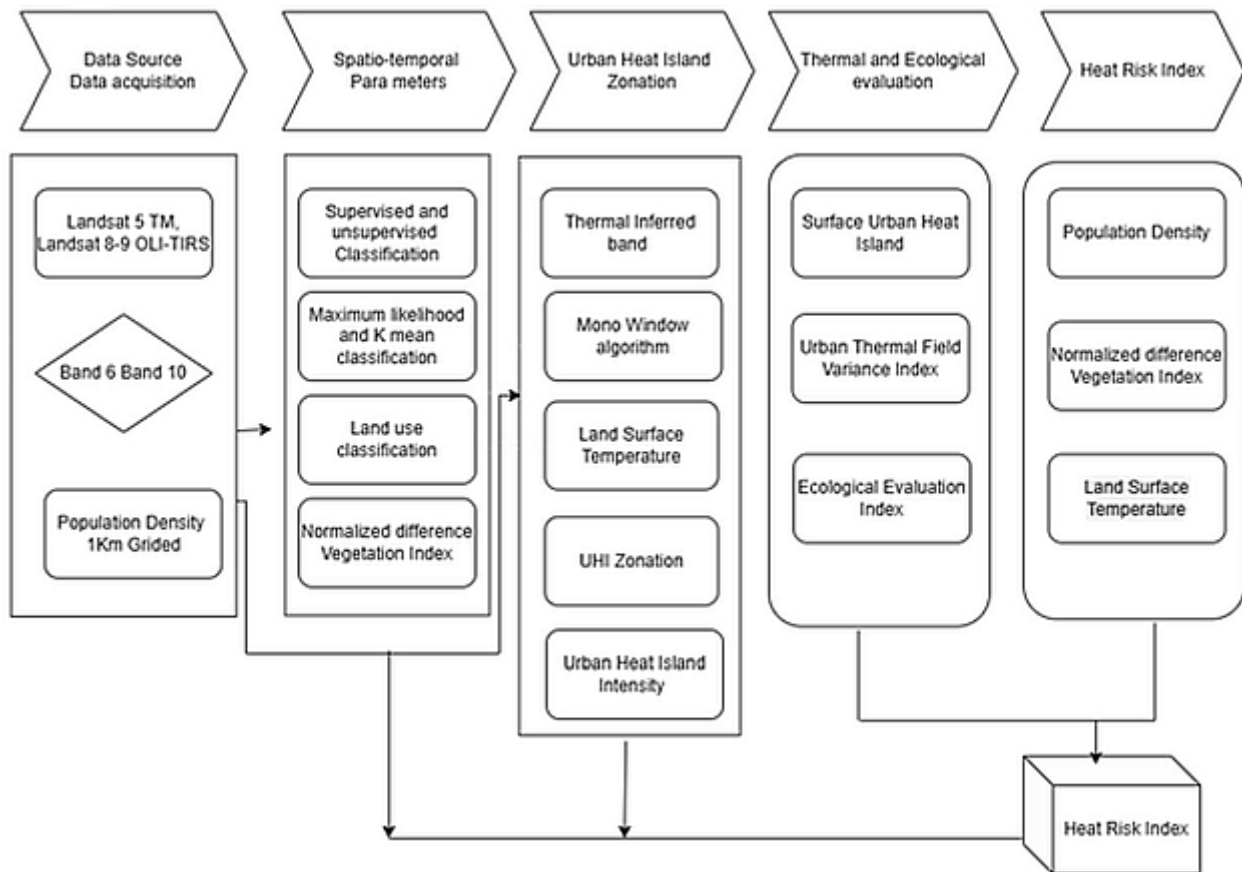 Data Source
Data acquisition
Spatio-temporal
Para meters
Urban Heat Island
Zonation
Thermal and Ecological
evaluation
Heat Risk Index
Landsat 5 TM,
Landsat 8-9 OLI-TIRS
Band 6 Band 10
Population Density
1Km Grided
Supervised and
unsupervised
Classification
Maximum likelihood
and K mean
classification
Land use
classification
Normalized difference
Vegetation Index
Thermal Inferred
band
Mono Window
algorithm
Land Surface
Temperature
UHI Zonation
Urban Heat Island
Intensity
Surface Urban Heat
Island
Urban Thermal Field
Variance Index
Ecological Evaluation
Index
Population Density
Normalized difference
Vegetation Index
Land Surface
Temperature
Heat Risk Index